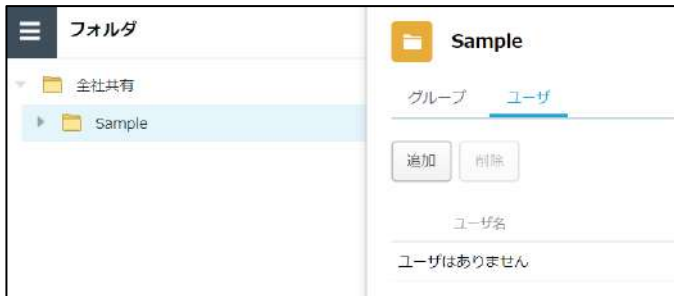 フォルダ
全社共有
Sample
Sample
グループ ユーザ
追加 削除
ユーザ名
ユーザはありません